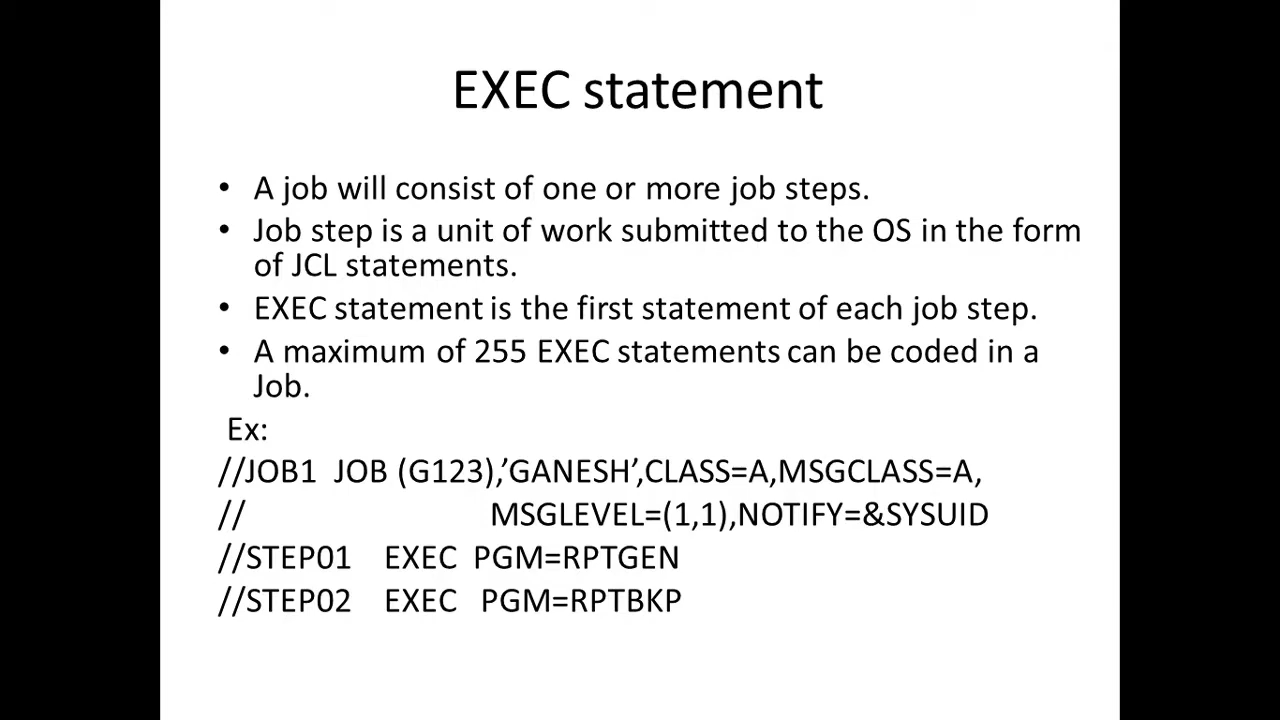 EXEC statement
• A job will consist of one or more job steps.
• Job step is a unit of work submitted to the OS in the form
of JCL statements.
• EXEC statement is the first statement of each job step.
• A maximum of 255 EXEC statements can be coded in a
Job.
Ex:
//JOB1 JOB (G123),’GANESH’,CLASS=A,MSGCLASS=A,
// MSGLEVEL=(1,1),NOTIFY=&SYSUID
//STEP01 EXEC PGM=RPTGEN
//STEP02 EXEC PGM=RPTBKP